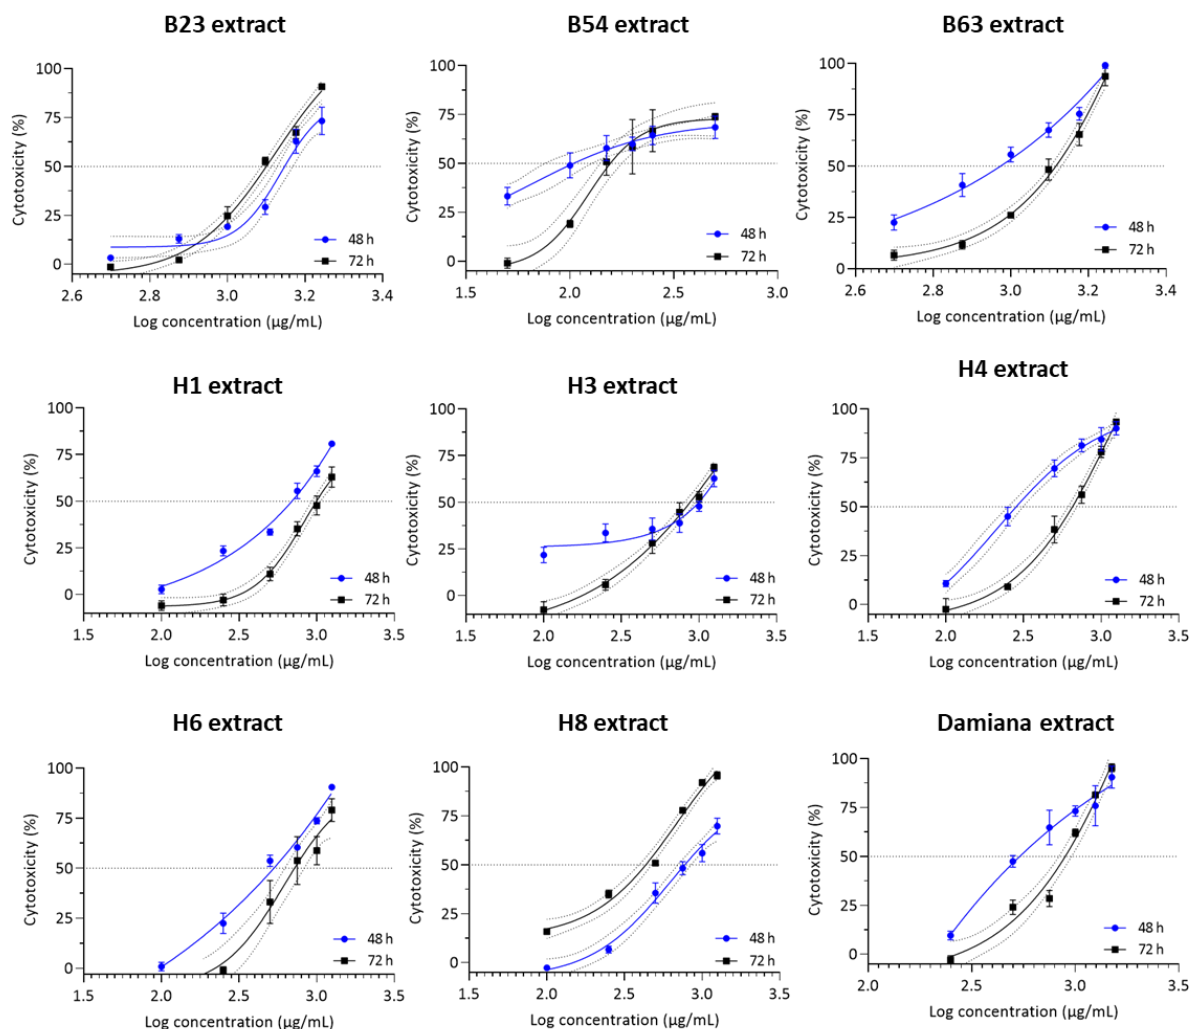 B23 extract
B54 extract
B63 extract
Cytotoxicity (%)
100
75
50
25
0
48 h
72 h
2.6 3.0 3.4
Log concentration (µg/mL)
Cytotoxicity (%)
100
75
50
25
0
48 h
72 h
1.5 2.0 2.5 3.0
Log concentration (µg/mL)
Cytotoxicity (%)
100
75
50
25
0
48 h
72 h
2.6 3.0 3.4
Log concentration (µg/mL)
H1 extract
H3 extract
H4 extract
Cytotoxicity (%)
100
75
50
25
0
48 h
72 h
1.5 2.0 2.5 3.0 3.5
Log concentration (µg/mL)
Cytotoxicity (%)
100
75
50
25
0
48 h
72 h
1.5 2.0 2.5 3.0 3.5
Log concentration (µg/mL)
Cytotoxicity (%)
100
75
50
25
0
48 h
72 h
1.5 2.0 2.5 3.0 3.5
Log concentration (µg/mL)
H6 extract
H8 extract
Damiana extract
Cytotoxicity (%)
100
75
50
25
0
48 h
72 h
1.5 2.0 2.5 3.0 3.5
Log concentration (µg/mL)
Cytotoxicity (%)
100
75
50
25
0
48 h
72 h
1.5 2.0 2.5 3.0 3.5
Log concentration (µg/mL)
Cytotoxicity (%)
100
75
50
25
0
48 h
72 h
2.0 2.5 3.0 3.5
Log concentration (µg/mL)